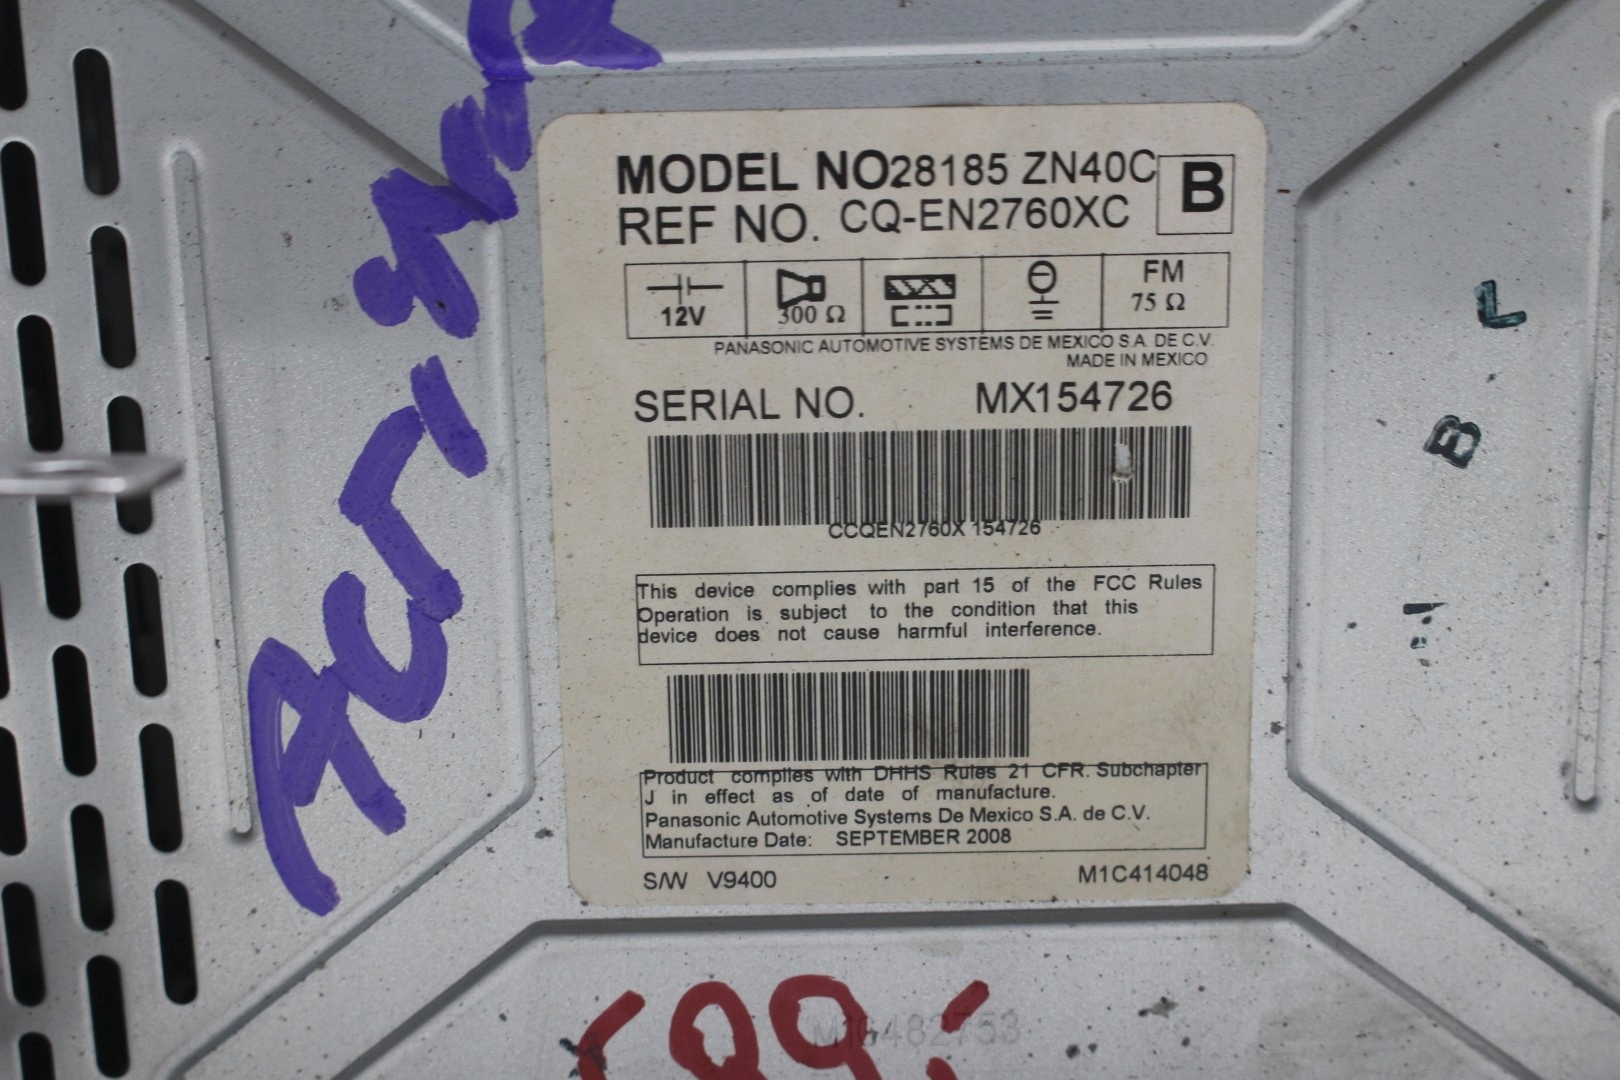 MODEL NO 28185 ZN40C B
REF NO. CQ-EN2760XC
12V 300 Ω FM 75 Ω
PANASONIC AUTOMOTIVE SYSTEMS DE MEXICO S.A. DE C.V.
MADE IN MEXICO
SERIAL NO. MX154726
CCQEN2760X 154726
This device complies with part 15 of the FCC Rules
Operation is subject to the condition that this
device does not cause harmful interference.
Product complies with DHHS Rules 21 CFR. Subchapter
J in effect as of date of manufacture.
Panasonic Automotive Systems De Mexico S.A. de C.V.
Manufacture Date: SEPTEMBER 2008
S/W V9400 M1C414048
L
B